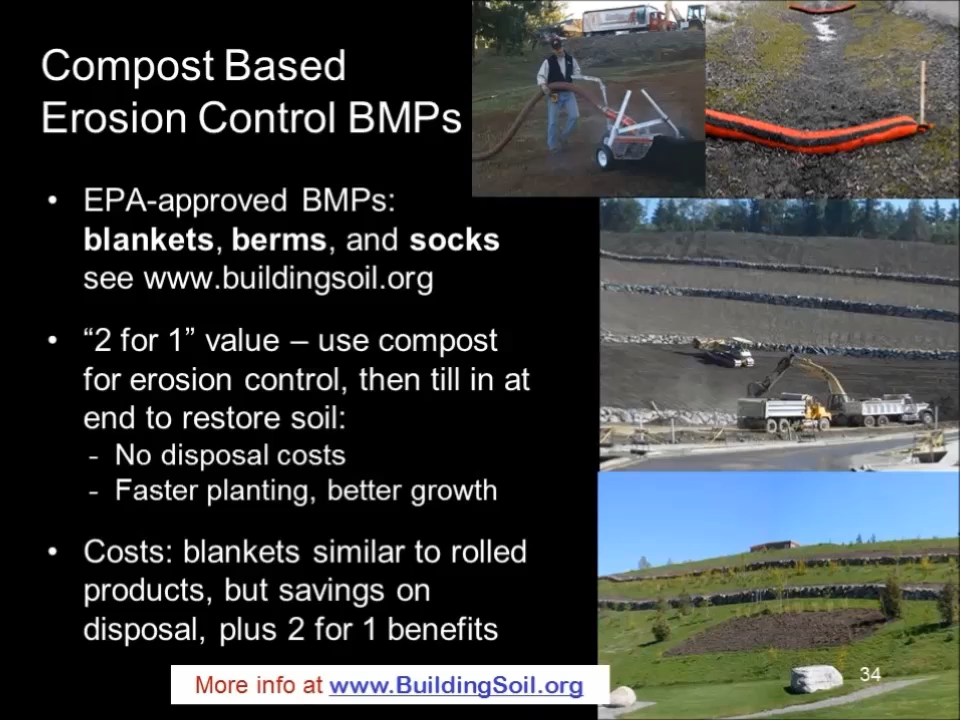 Compost Based
Erosion Control BMPs
• EPA-approved BMPs:
blankets, berms, and socks
see www.buildingsoil.org
• “2 for 1” value – use compost
for erosion control, then till in at
end to restore soil:
- No disposal costs
- Faster planting, better growth
• Costs: blankets similar to rolled
products, but savings on
disposal, plus 2 for 1 benefits
More info at www.BuildingSoil.org
34